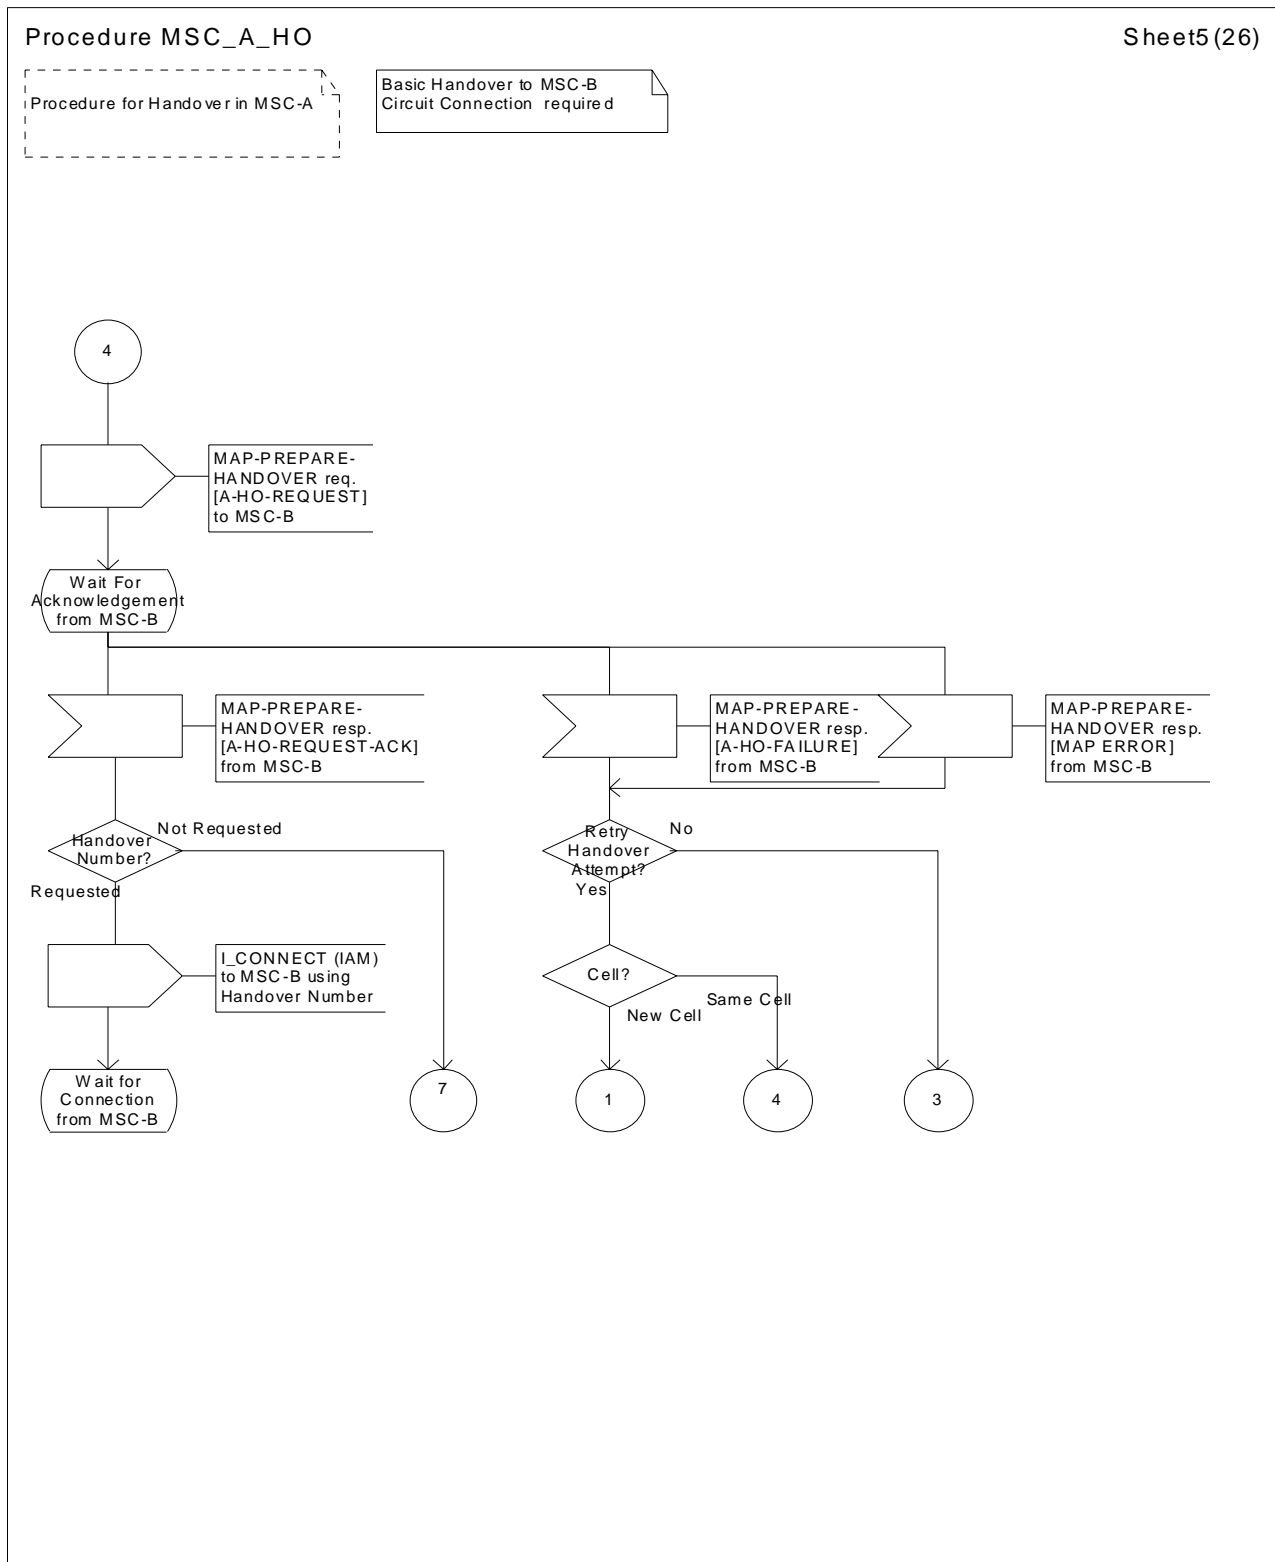 Procedure MSC_A_HO
Sheet5(26)
Procedure for Handover in MSC-A
Basic Handover to MSC-B
Circuit Connection required
4
MAP-PREPARE-
HANDOVER req.
[A-HO-REQUEST]
to MSC-B
Wait For
Acknowledgement
from MSC-B
MAP-PREPARE-
HANDOVER resp.
[A-HO-REQUEST-ACK]
from MSC-B
MAP-PREPARE-
HANDOVER resp.
[A-HO-FAILURE]
from MSC-B
MAP-PREPARE-
HANDOVER resp.
[MAP ERROR]
from MSC-B
Handover
Number?
Not Requested
Requested
Retry
Handover
Attempt?
No
Yes
I_CONNECT (IAM)
to MSC-B using
Handover Number
Cell?
Same Cell
New Cell
Wait for
Connection
from MSC-B
7
1
4
3